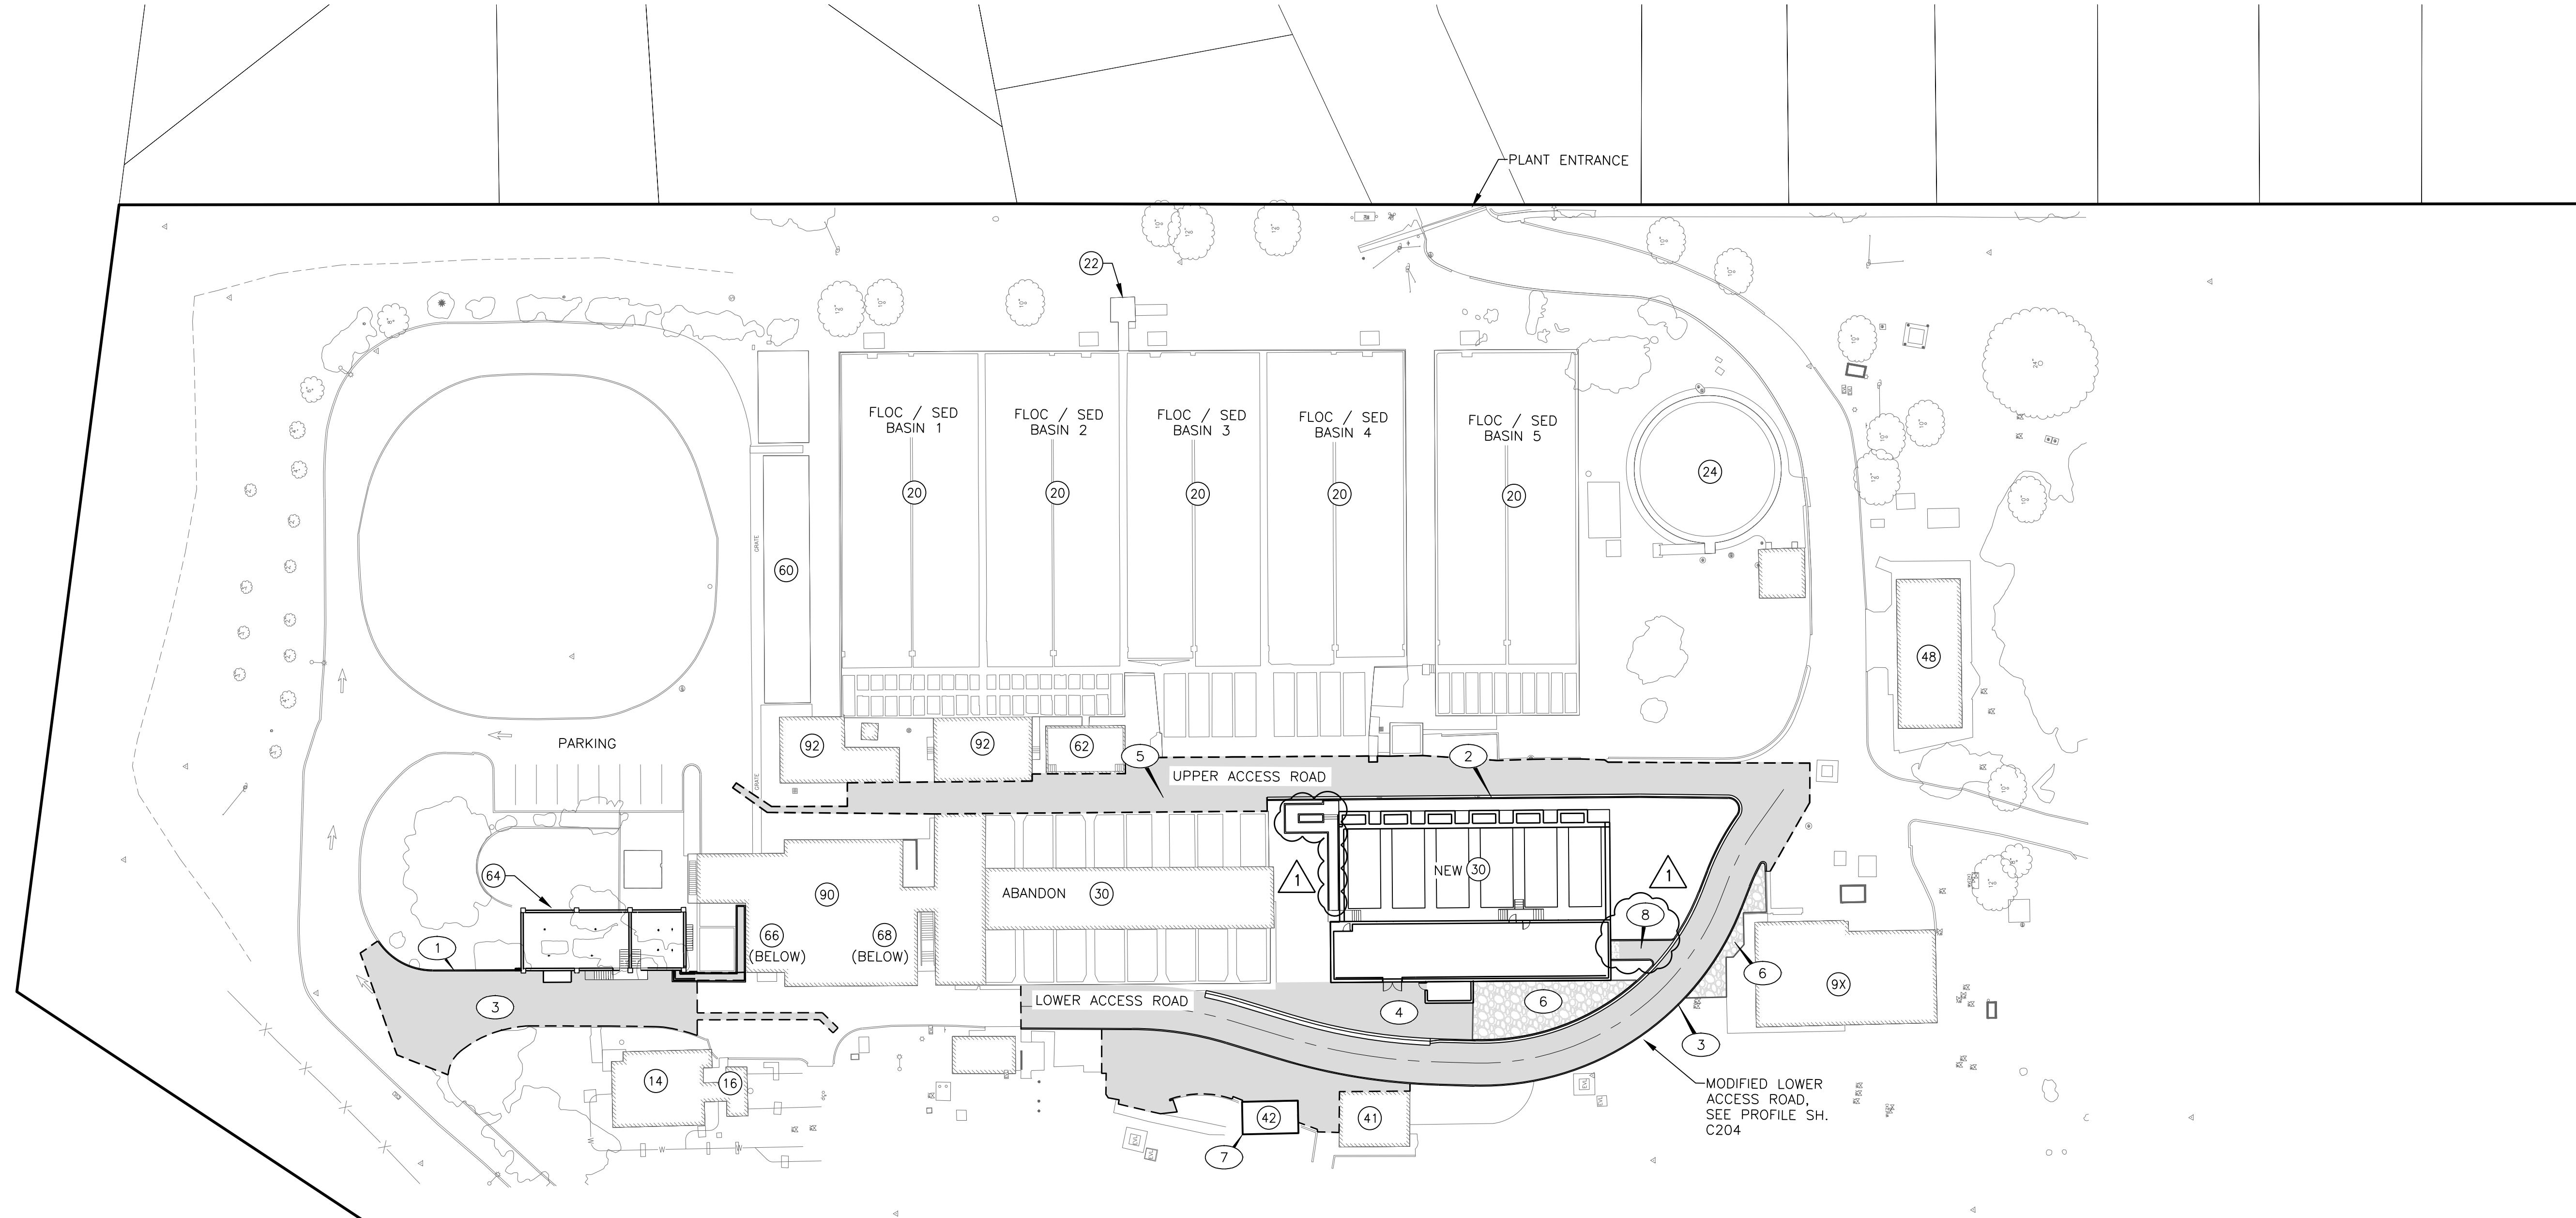 PLANT ENTRANCE
22
FLOC / SED
BASIN 1
FLOC / SED
BASIN 2
FLOC / SED
BASIN 3
FLOC / SED
BASIN 4
FLOC / SED
BASIN 5
24
20
20
20
20
20
GRATE
60
48
PARKING
92
92
62
5
2
UPPER ACCESS ROAD
GRATE
64
90
ABANDON 30
NEW 30
1
1
8
66
(BELOW)
68
(BELOW)
1
3
LOWER ACCESS ROAD
4
6
6
9X
3
14
16
42
41
7
MODIFIED LOWER
ACCESS ROAD,
SEE PROFILE SH.
C204